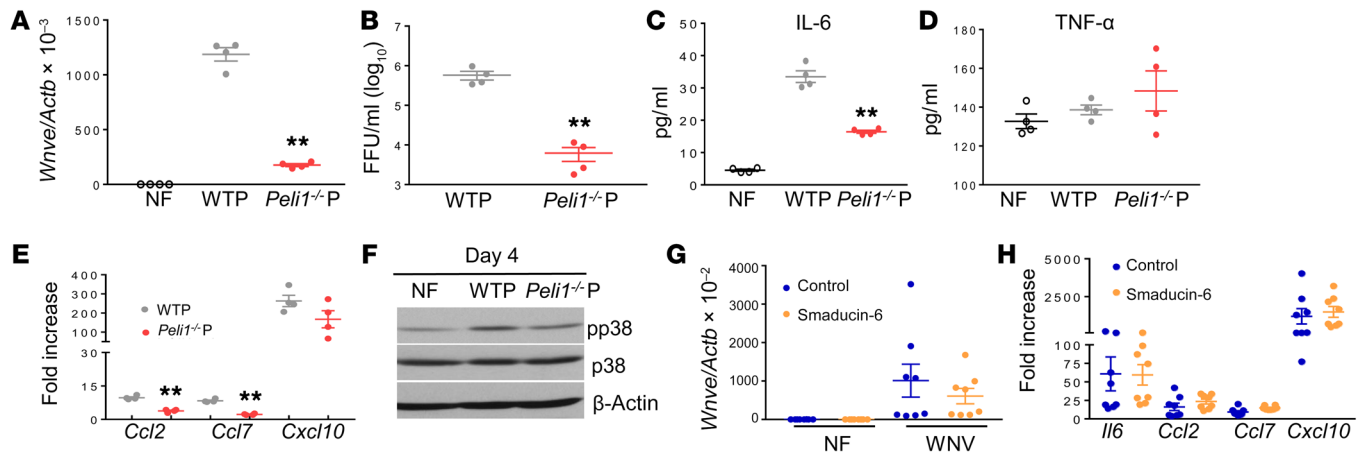 A
Wnve/Actb × 10⁻³
1500
1000
500
0
**
NF WTP Peli1⁻/⁻ P
B
FFU/ml (log₁₀)
7
6
5
4
3
**
WTP Peli1⁻/⁻ P
C
IL-6
pg/ml
60
50
40
30
20
10
0
**
NF WTP Peli1⁻/⁻ P
D
TNF-α
pg/ml
180
160
140
120
100
NF WTP Peli1⁻/⁻ P
E
Fold increase
400
300
200
100
30
15
0
WTP
Peli1⁻/⁻ P
** **
Ccl2 Ccl7 Cxcl10
F
Day 4
NF WTP Peli1⁻/⁻ P
pp38
p38
β-Actin
G
Wnve/Actb × 10⁻²
4000
3000
2000
1000
0
Control
Smaducin-6
NF WNV
H
Fold increase
5000
2500
100
75
50
25
0
Control
Smaducin-6
Il6 Ccl2 Ccl7 Cxcl10